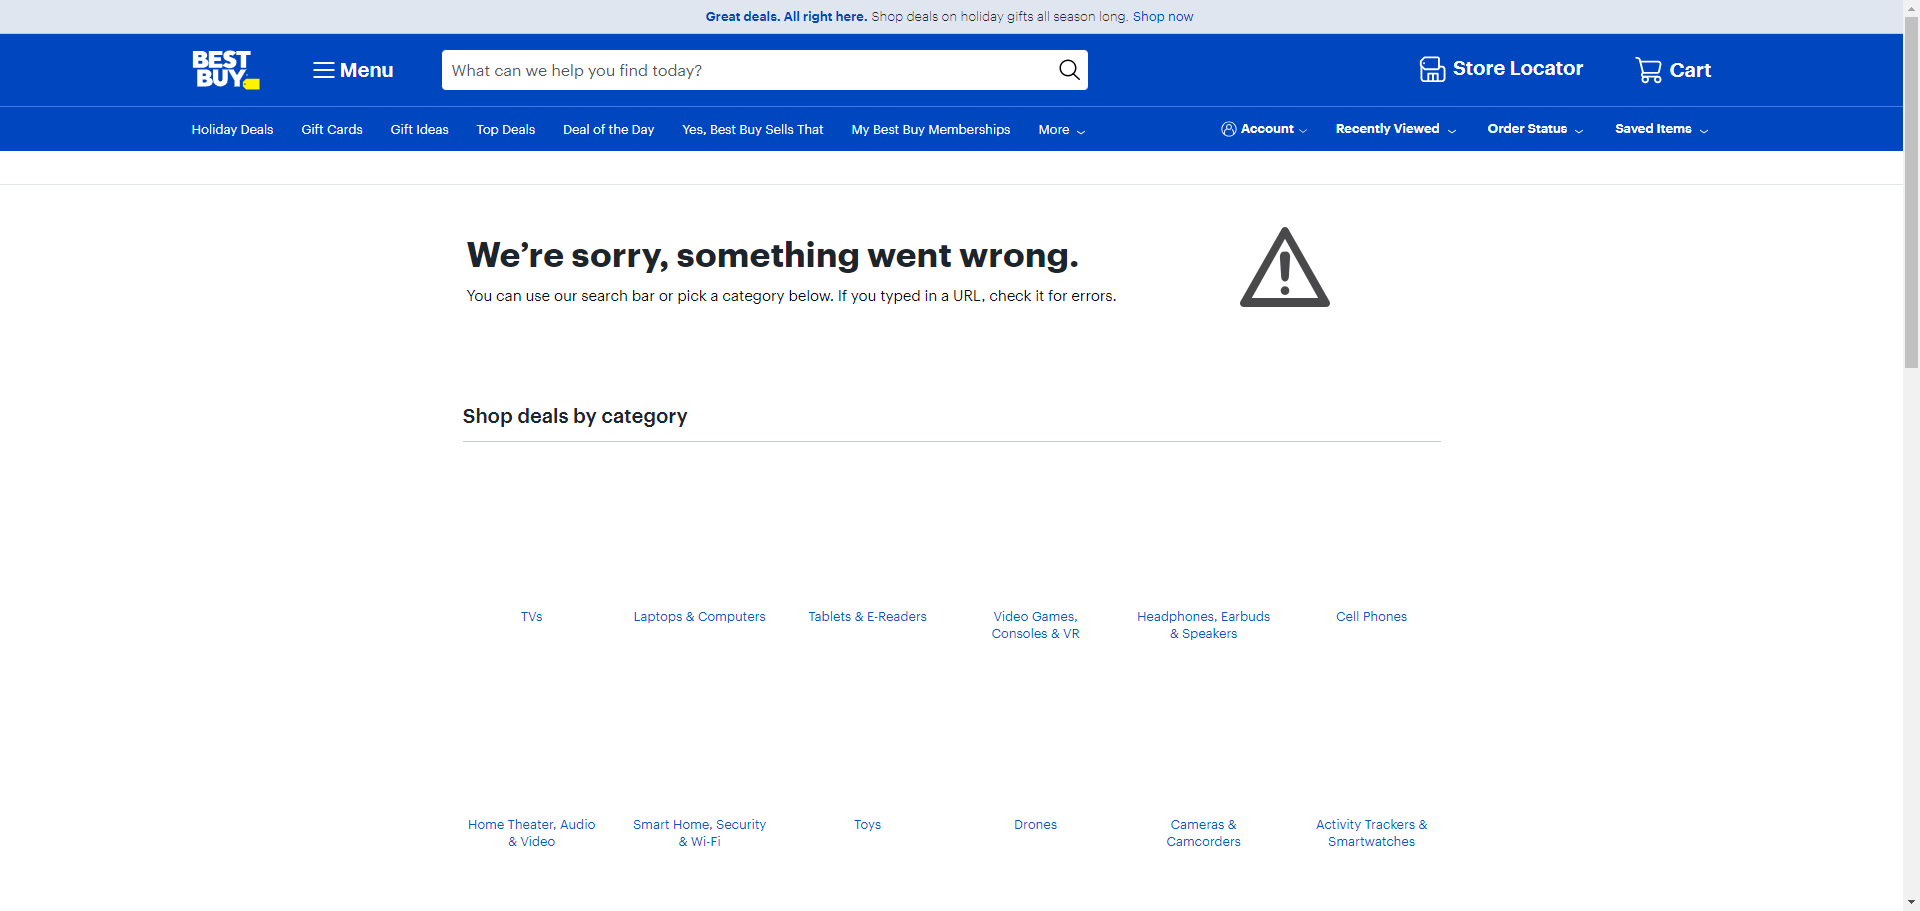 Great deals. All right here. Shop deals on holiday gifts all season long. Shop now
BEST
BUY
Menu
What can we help you find today?
Store Locator
Cart
Holiday Deals
Gift Cards
Gift Ideas
Top Deals
Deal of the Day
Yes, Best Buy Sells That
My Best Buy Memberships
More
Account
Recently Viewed
Order Status
Saved Items
We’re sorry, something went wrong.
You can use our search bar or pick a category below. If you typed in a URL, check it for errors.
Shop deals by category
TVs
Laptops & Computers
Tablets & E-Readers
Video Games,
Consoles & VR
Headphones, Earbuds
& Speakers
Cell Phones
Home Theater, Audio
& Video
Smart Home, Security
& Wi-Fi
Toys
Drones
Cameras &
Camcorders
Activity Trackers &
Smartwatches